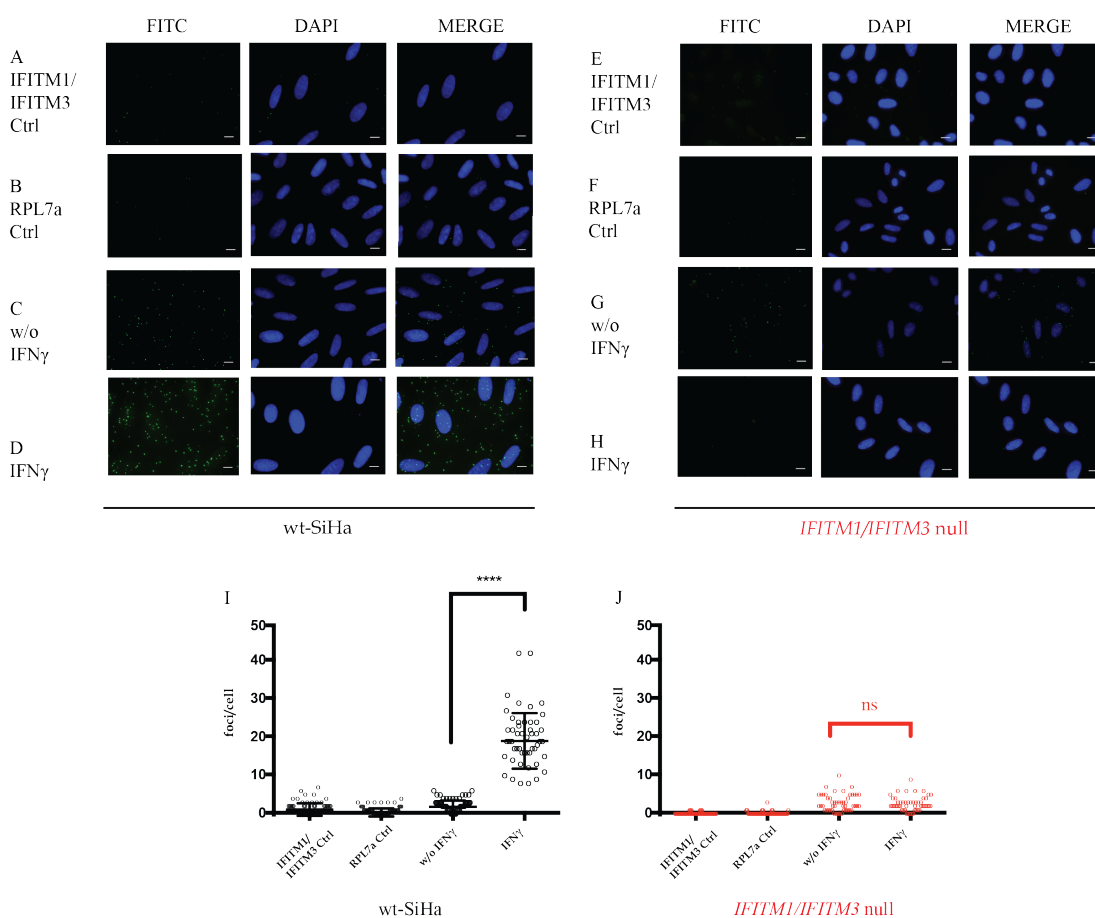 FITC DAPI MERGE
A
IFITM1/
IFITM3
Ctrl
B
RPL7a
Ctrl
C
w/o
IFNγ
D
IFNγ
wt-SiHa
FITC DAPI MERGE
E
IFITM1/
IFITM3
Ctrl
F
RPL7a
Ctrl
G
w/o
IFNγ
H
IFNγ
IFITM1/IFITM3 null
I
****
foci/cell
50
40
30
20
10
0
IFITM1/
IFITM3 Ctrl
RPL7a Ctrl
w/o IFNγ
IFNγ
wt-SiHa
J
ns
foci/cell
50
40
30
20
10
0
IFITM1/
IFITM3 Ctrl
RPL7a Ctrl
w/o IFNγ
IFNγ
IFITM1/IFITM3 null